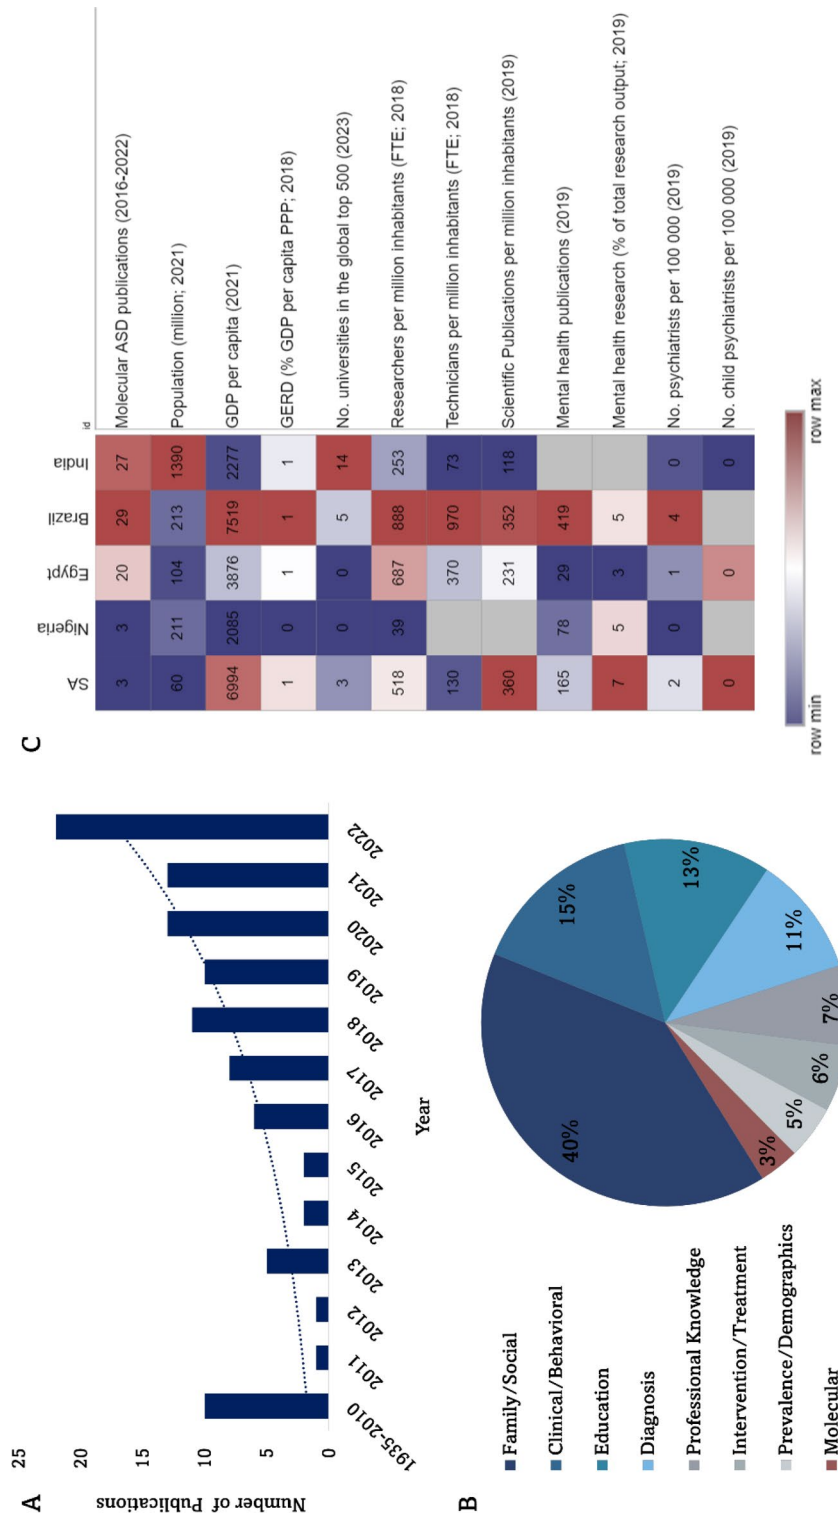 A
Number of Publications
25
20
15
10
5
0
1935-2010
2011
2012
2013
2014
2015
2016
2017
2018
2019
2020
2021
2022
Year
B
Family/Social
Clinical/Behavioral
Education
Diagnosis
Professional Knowledge
Intervention/Treatment
Prevalence/Demographics
Molecular
40%
15%
13%
11%
7%
6%
5%
3%
C
SA Nigeria Egypt Brazil India id
3 3 20 29 27 Molecular ASD publications (2016-2022)
60 211 104 213 1390 Population (million; 2021)
6994 2085 3876 7519 2277 GDP per capita (2021)
1 0 1 1 1 GERD (% GDP per capita PPP; 2018)
3 0 0 5 14 No. universities in the global top 500 (2023)
518 39 687 888 253 Researchers per million inhabitants (FTE; 2018)
130 370 970 73 Technicians per million inhabitants (FTE; 2018)
360 231 352 118 Scientific Publications per million inhabitants (2019)
165 78 29 419 Mental health publications (2019)
7 5 3 5 Mental health research (% of total research output; 2019)
2 0 1 4 0 No. psychiatrists per 100 000 (2019)
0 0 0 No. child psychiatrists per 100 000 (2019)
row min row max